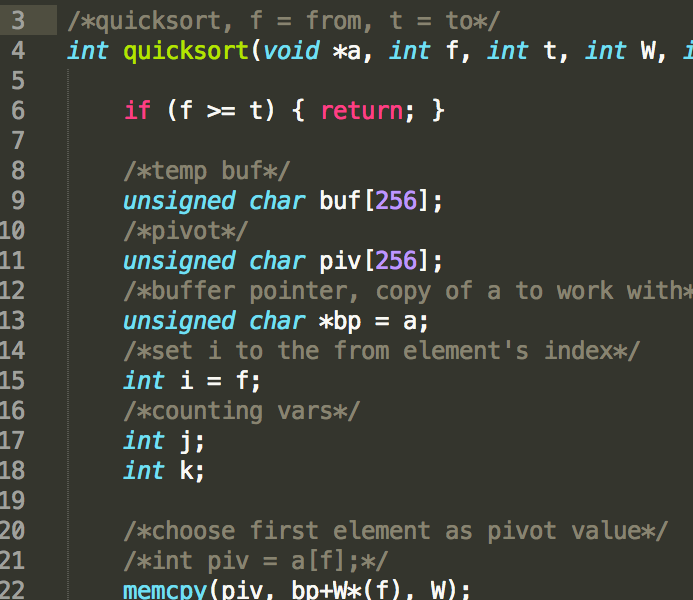 3 /*quicksort, f = from, t = to*/
4 int quicksort(void *a, int f, int t, int W, i
5
6 if (f >= t) { return; }
7
8 /*temp buf*/
9 unsigned char buf[256];
10 /*pivot*/
11 unsigned char piv[256];
12 /*buffer pointer, copy of a to work with*
13 unsigned char *bp = a;
14 /*set i to the from element's index*/
15 int i = f;
16 /*counting vars*/
17 int j;
18 int k;
19
20 /*choose first element as pivot value*/
21 /*int piv = a[f];*/
22 memcpy(piv, bp+W*(f), W);